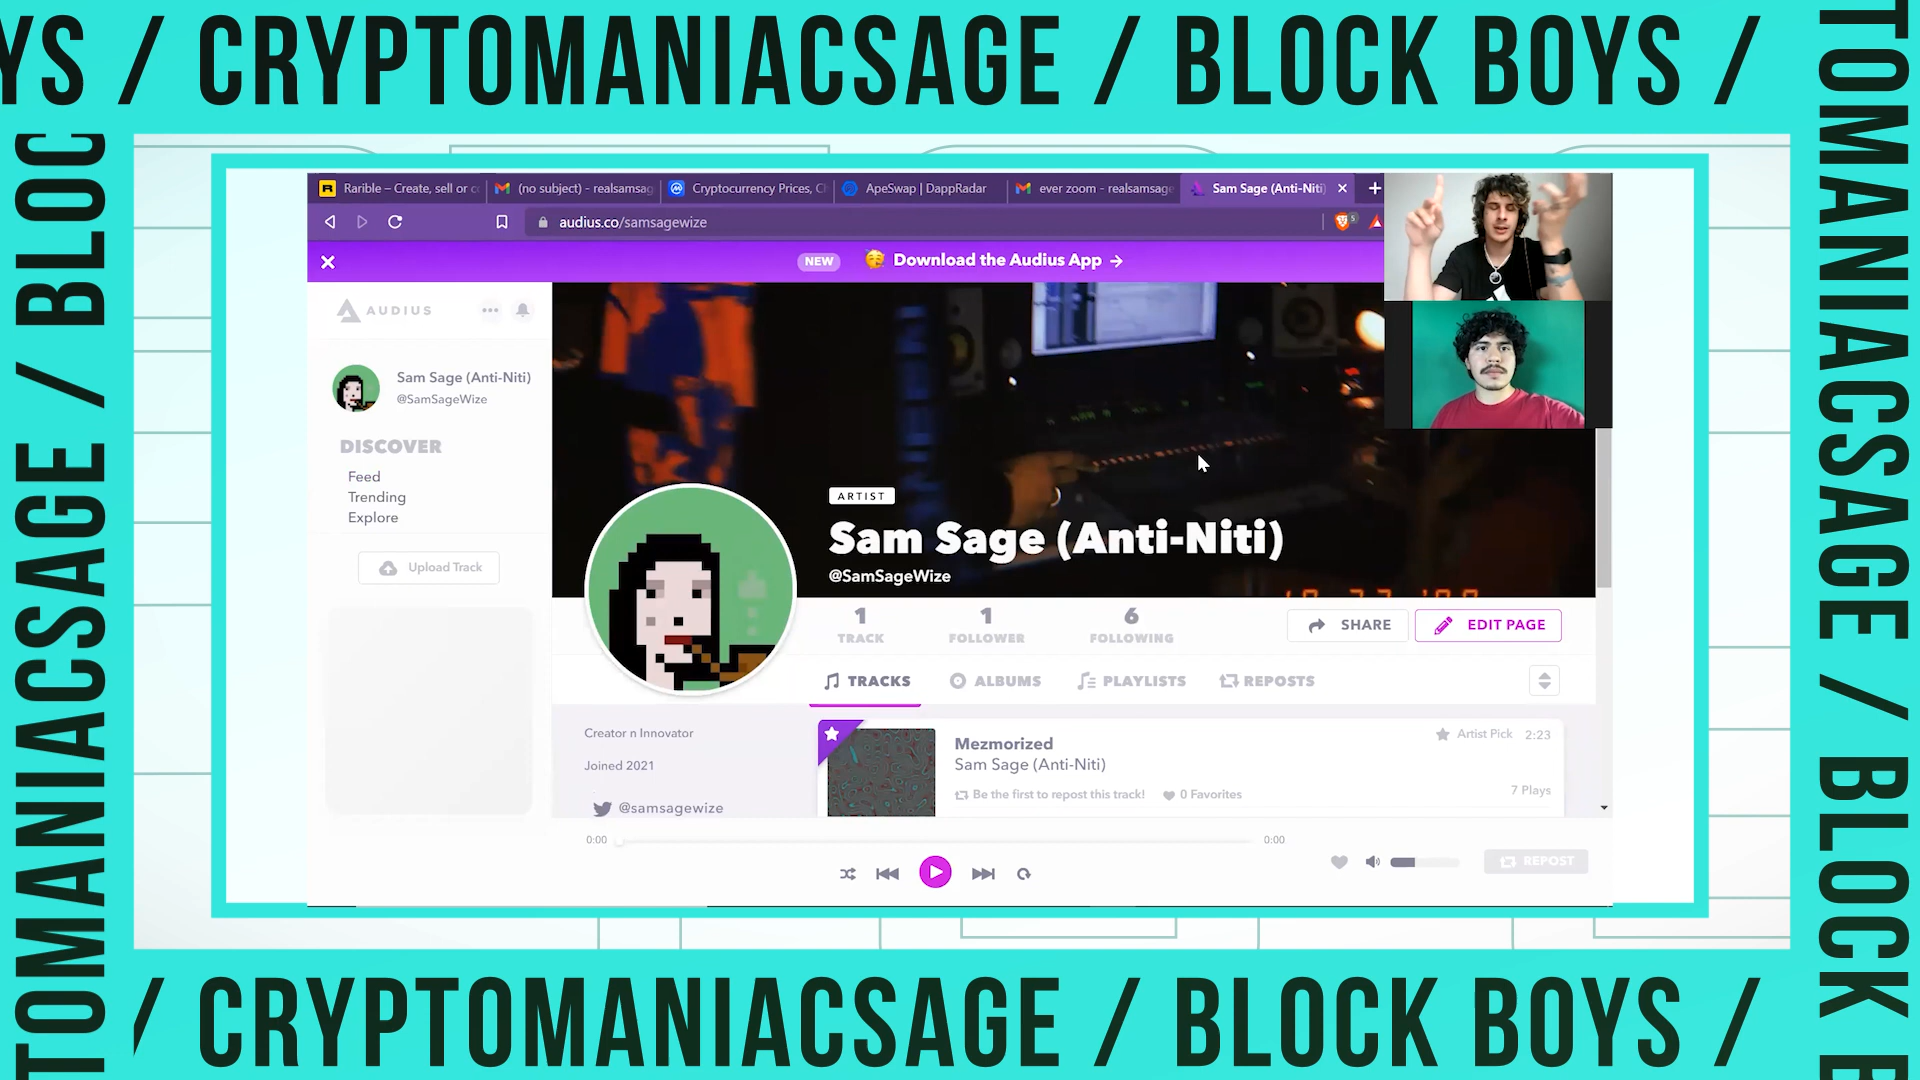 YS / CRYPTOMANIACSAGE / BLOCK BOYS /
TOMANIACSAGE / BLOC
TOMANIACSAGE / BLOCK B
Rarible – Create, sell or c
(no subject) - realsamsag
Cryptocurrency Prices, C
ApeSwap | DappRadar
ever zoom - realsamsage
Sam Sage (Anti-Niti)
audius.co/samsagewize
5
NEW
Download the Audius App
AUDIUS
Sam Sage (Anti-Niti)
@SamSageWize
DISCOVER
Feed
Trending
Explore
Upload Track
ARTIST
Sam Sage (Anti-Niti)
@SamSageWize
1
TRACK
1
FOLLOWER
6
FOLLOWING
SHARE
EDIT PAGE
TRACKS
ALBUMS
PLAYLISTS
REPOSTS
Creator n Innovator
Joined 2021
@samsagewize
Mezmorized
Sam Sage (Anti-Niti)
Be the first to repost this track!
0 Favorites
Artist Pick
2:23
7 Plays
0:00
0:00
REPOST
/ CRYPTOMANIACSAGE / BLOCK BOYS /